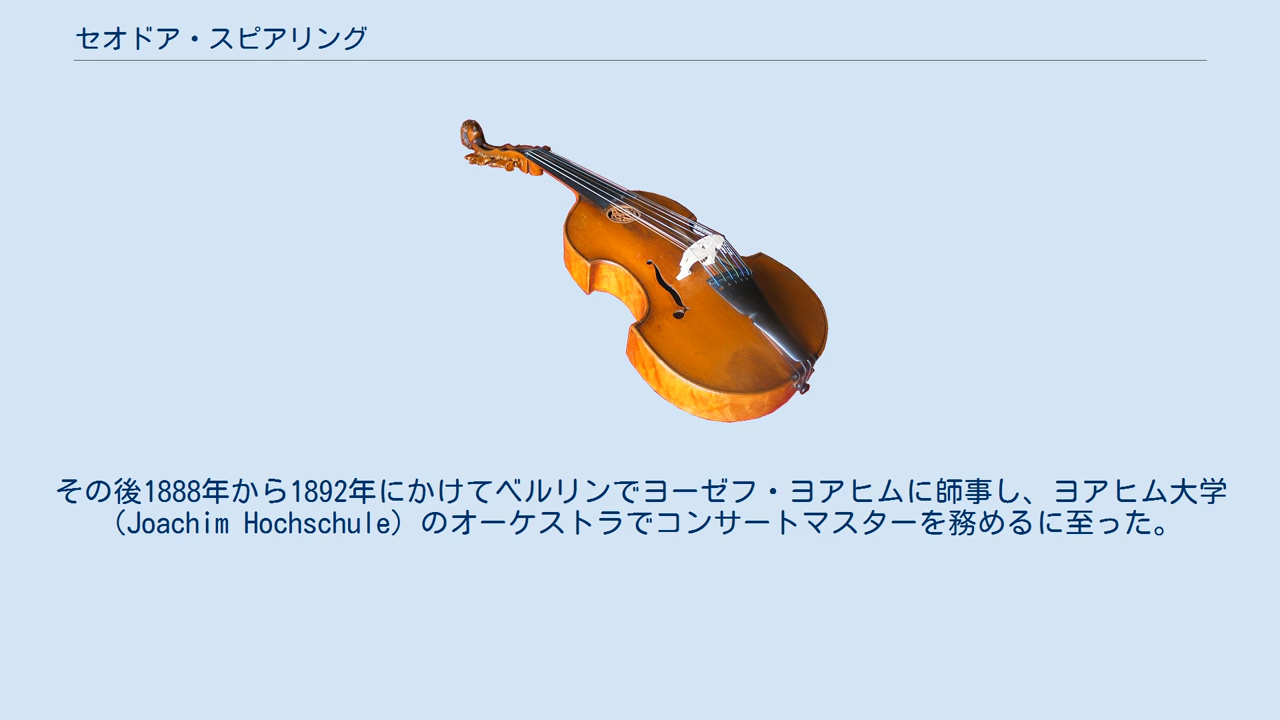 セオドア・スピアリング
その後1888年から1892年にかけてベルリンでヨーゼフ・ヨアヒムに師事し、ヨアヒム大学
（Joachim Hochschule）のオーケストラでコンサートマスターを務めるに至った。